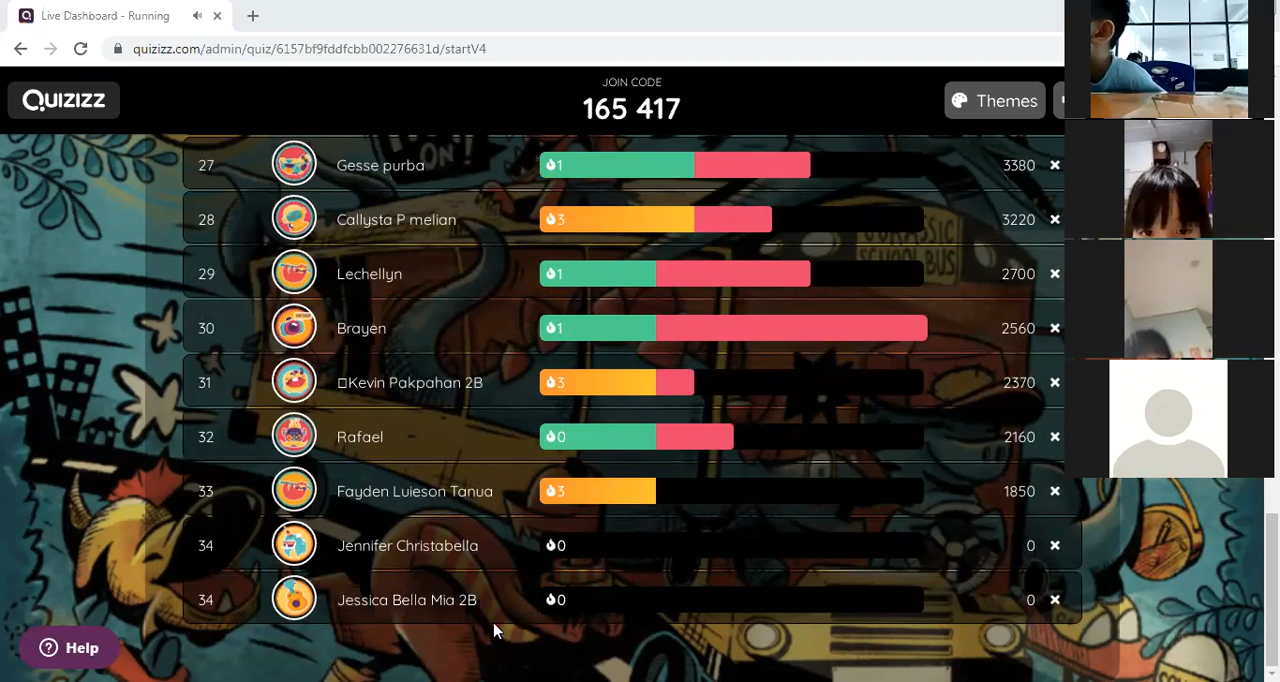 Live Dashboard - Running
quizizz.com/admin/quiz/6157bf9fddfcbb002276631d/startV4
QUIZIZZ
JOIN CODE
165 417
Themes
27 Gesse purba 1 3380
28 Callysta P melian 3 3220
29 Lechellyn 1 2700
30 Brayen 1 2560
31 Kevin Pakpahan 2B 3 2370
32 Rafael 0 2160
33 Fayden Luieson Tanua 3 1850
34 Jennifer Christabella 0 0
34 Jessica Bella Mia 2B 0 0
Help